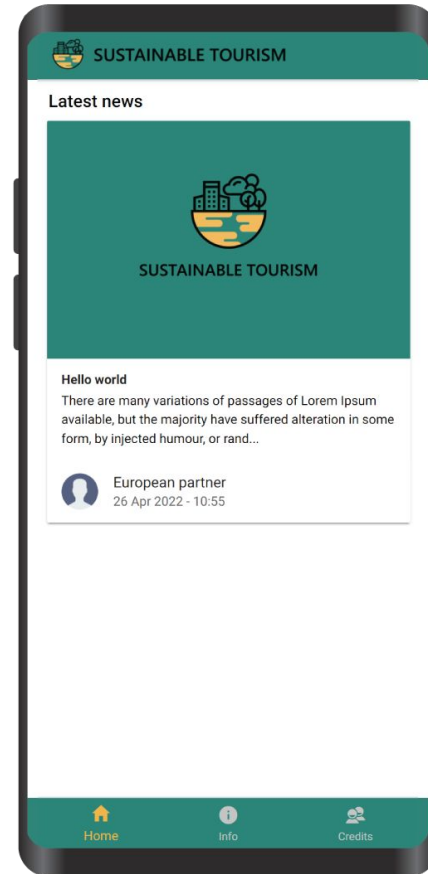 SUSTAINABLE TOURISM
Latest news
SUSTAINABLE TOURISM
Hello world
There are many variations of passages of Lorem Ipsum
available, but the majority have suffered alteration in some
form, by injected humour, or rand...
European partner
26 Apr 2022 - 10:55
Home
Info
Credits